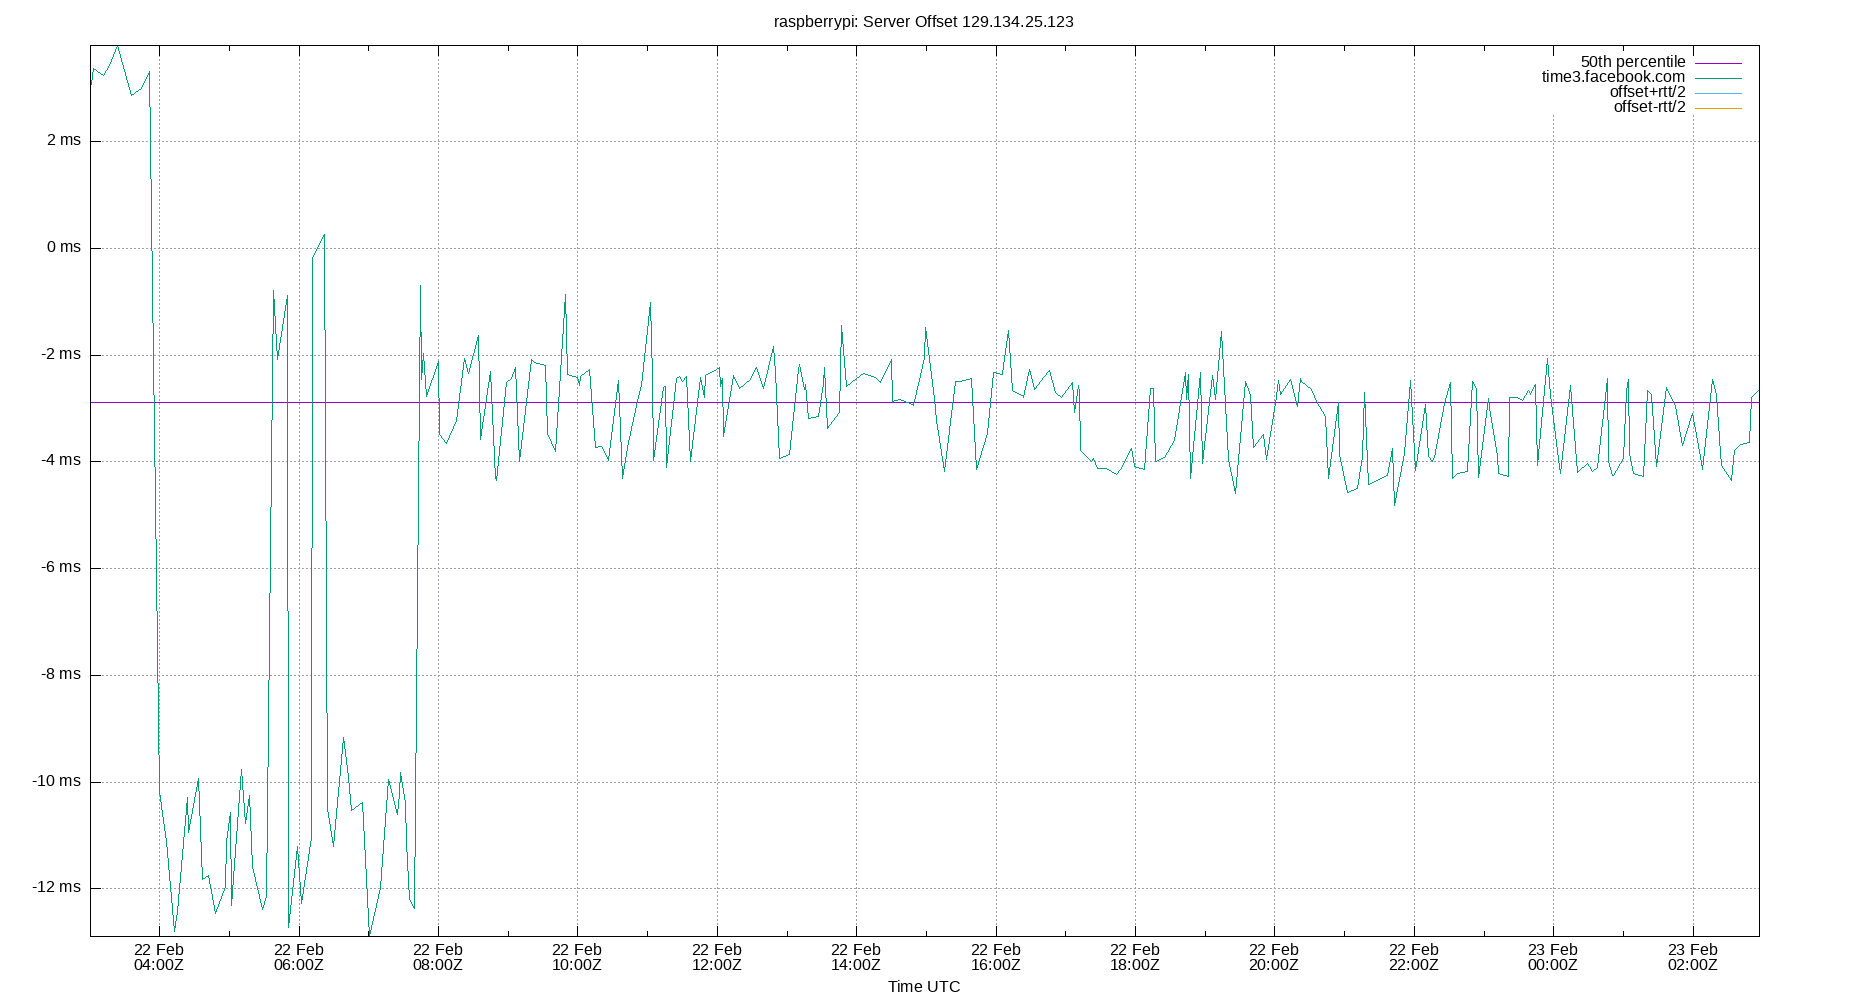 raspberrypi: Server Offset 129.134.25.123
50th percentile
time3.facebook.com
offset+rtt/2
offset-rtt/2
2 ms
0 ms
-2 ms
-4 ms
-6 ms
-8 ms
-10 ms
-12 ms
22 Feb 22 Feb 22 Feb 22 Feb 22 Feb 22 Feb 22 Feb 22 Feb 22 Feb 22 Feb 23 Feb 23 Feb
04:00Z 06:00Z 08:00Z 10:00Z 12:00Z 14:00Z 16:00Z 18:00Z 20:00Z 22:00Z 00:00Z 02:00Z
Time UTC